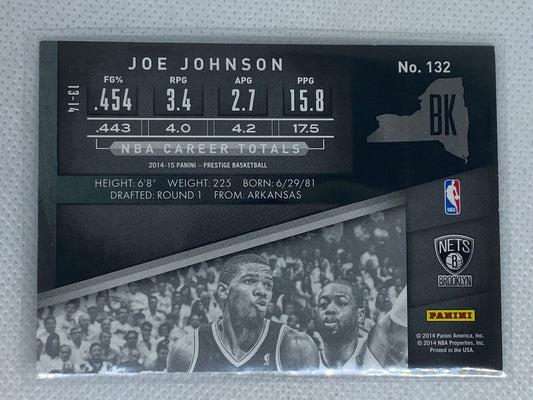 JOE JOHNSON
No. 132
FG% RPG APG PPG
13-14
.454 3.4 2.7 15.8
.443 4.0 4.2 17.5
NBA CAREER TOTALS
2014-15 PANINI – PRESTIGE BASKETBALL
BK
HEIGHT: 6'8" WEIGHT: 225 BORN: 6/29/81
DRAFTED: ROUND 1 FROM: ARKANSAS
NBA
NETS
B
BROOKLYN
PANINI
© 2014 Panini America, Inc.
© 2014 NBA Properties, Inc.
Printed in the USA.